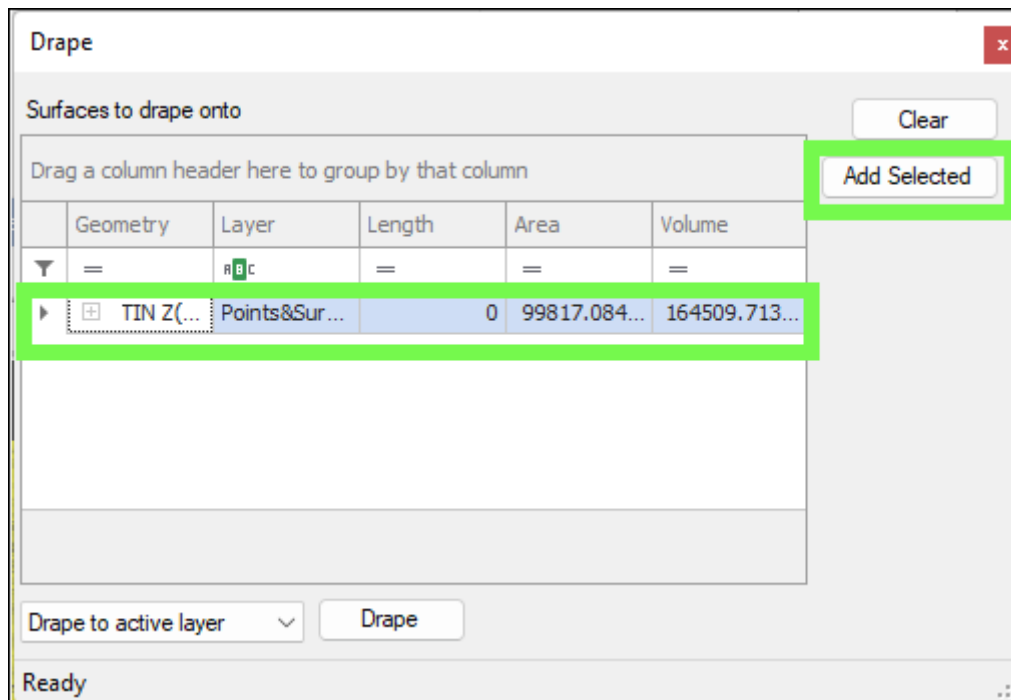 Drape
x
Surfaces to drape onto
Clear
Drag a column header here to group by that column
Add Selected
Geometry Layer Length Area Volume
= ABC = = =
TIN Z(... Points&Sur... 0 99817.084... 164509.713...
Drape to active layer Drape
Ready